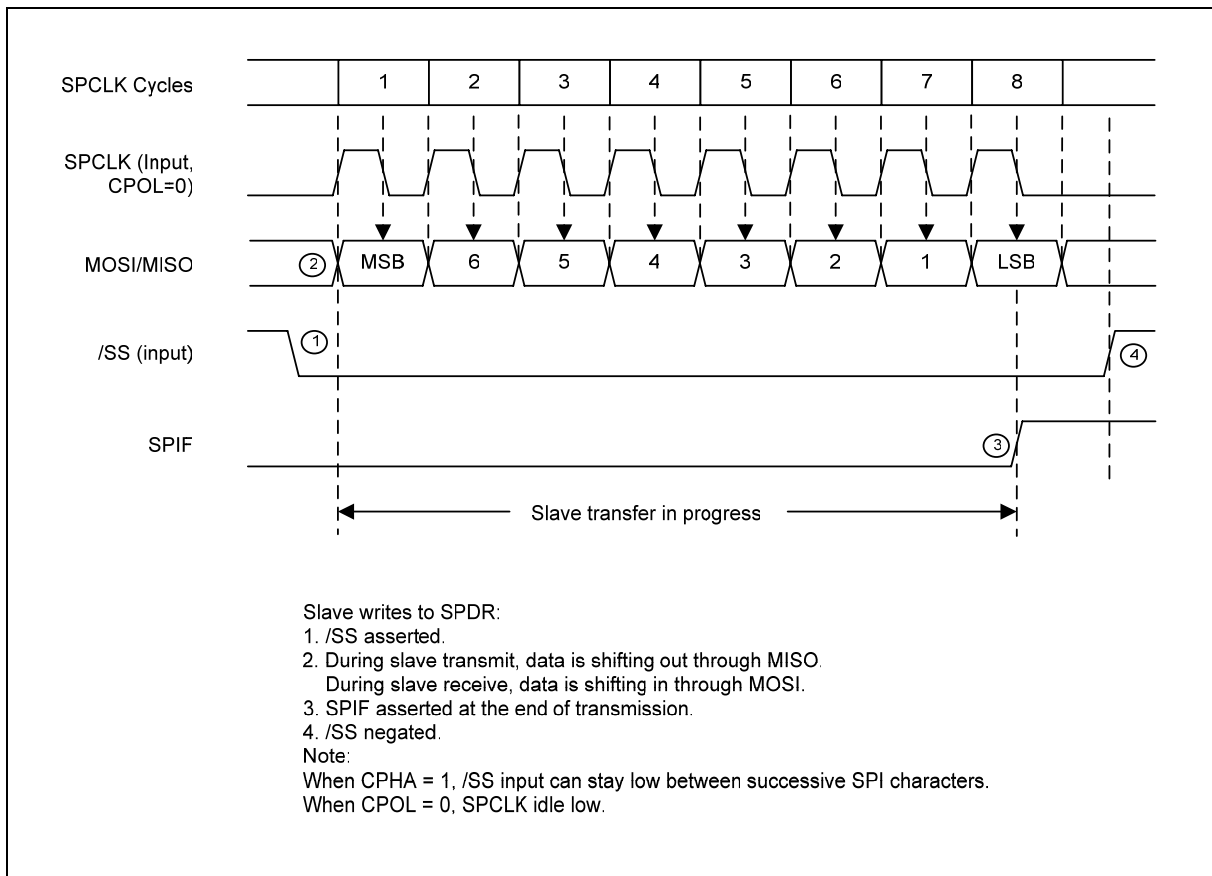 SPCLK Cycles 1 2 3 4 5 6 7 8
SPCLK (Input,
CPOL=0)
MOSI/MISO ② MSB 6 5 4 3 2 1 LSB
/SS (input) ① ④
SPIF ③
Slave transfer in progress
Slave writes to SPDR:
1. /SS asserted.
2. During slave transmit, data is shifting out through MISO.
During slave receive, data is shifting in through MOSI.
3. SPIF asserted at the end of transmission.
4. /SS negated.
Note:
When CPHA = 1, /SS input can stay low between successive SPI characters.
When CPOL = 0, SPCLK idle low.